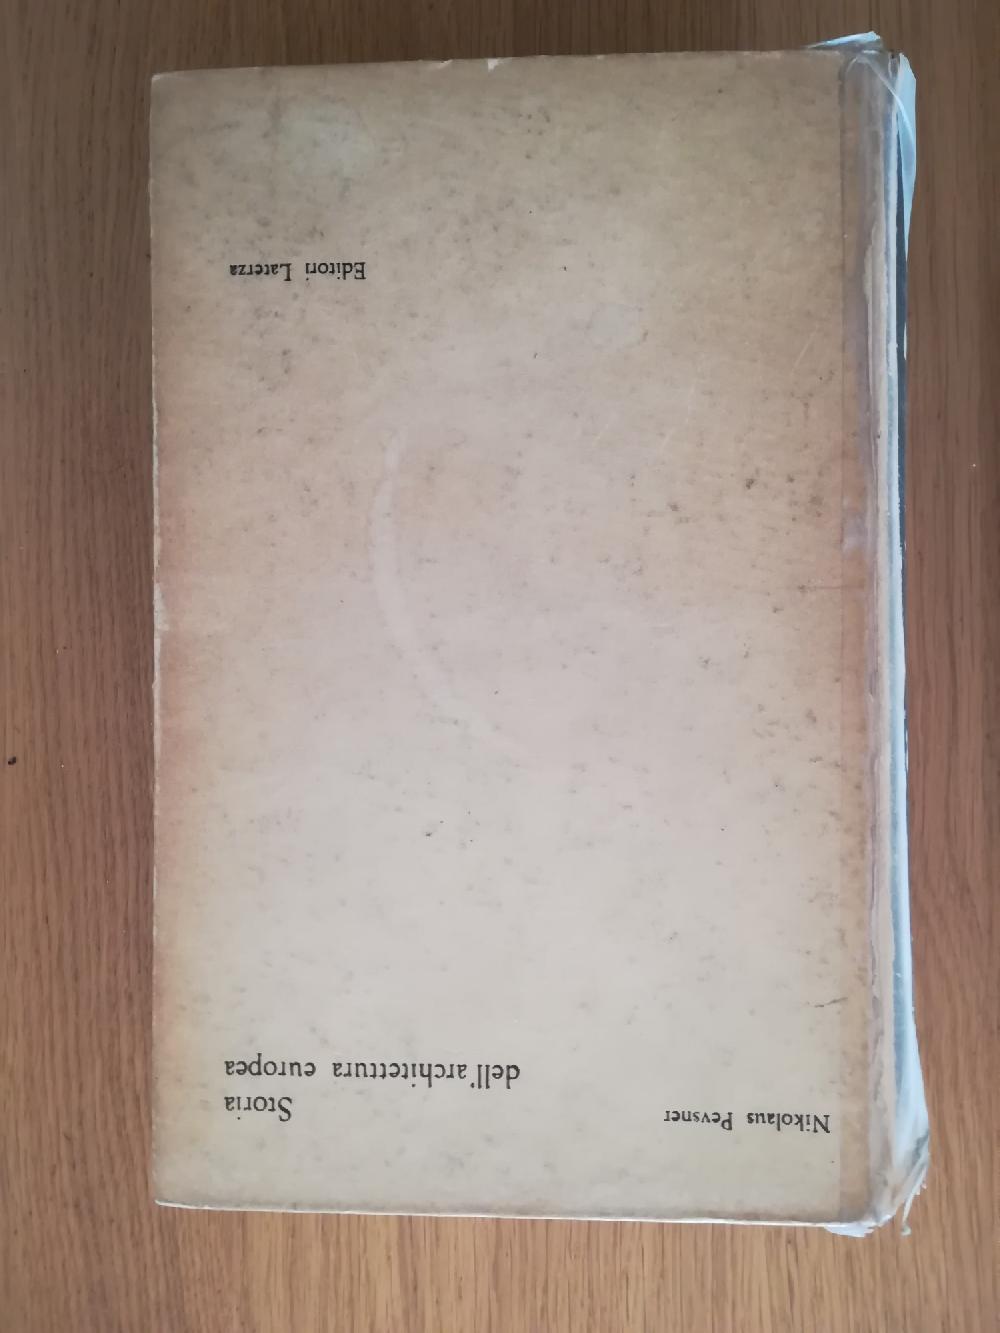 Nikolaus Pevsner
Storia
dell'architettura europea
Editori Laterza